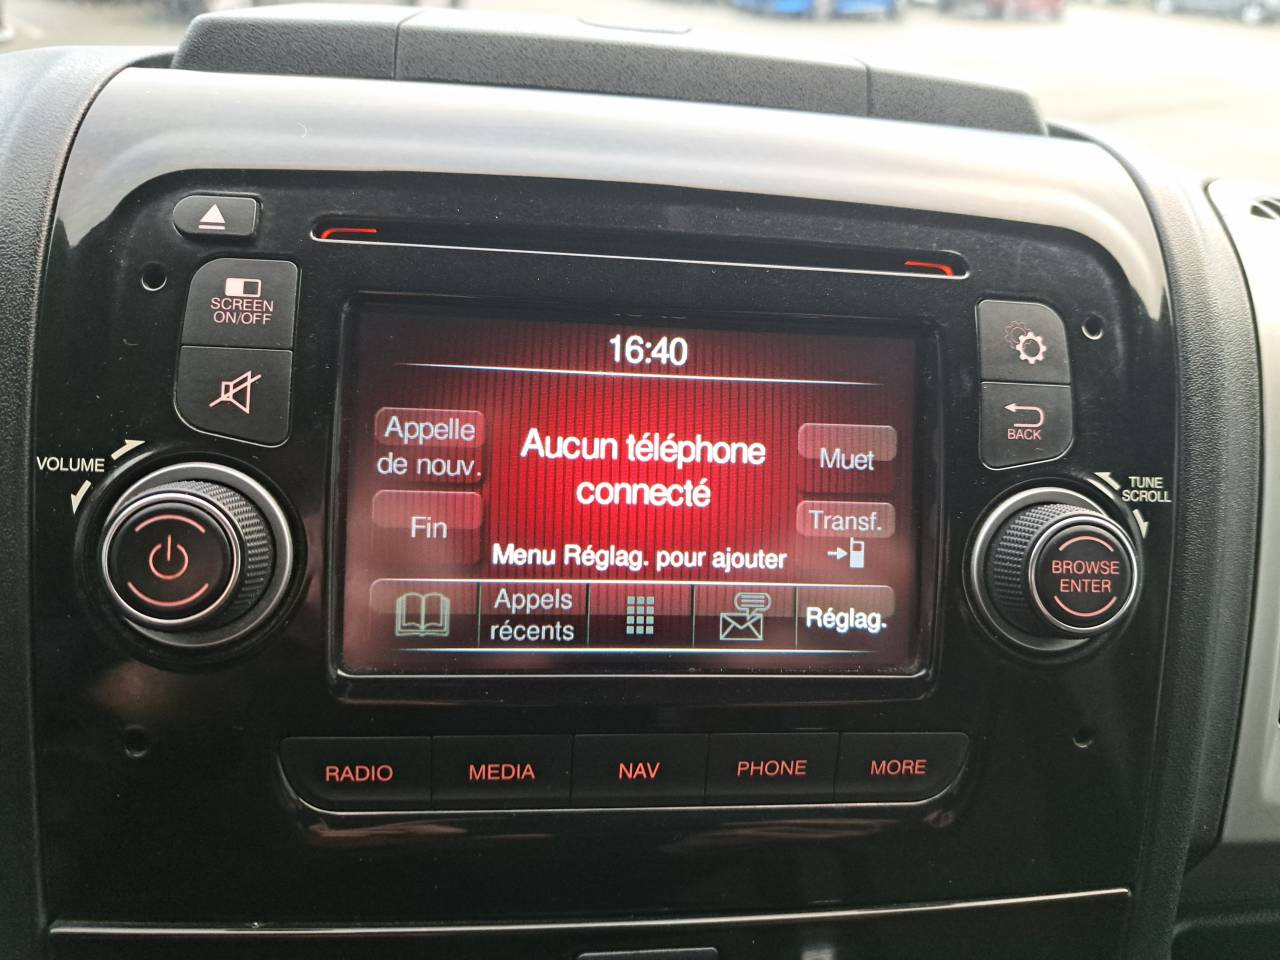 SCREEN
ON/OFF
VOLUME
16:40
Appelle
de nouv.
Fin
Aucun téléphone
connecté
Menu Réglag. pour ajouter
Muet
Transf.
Appels
récents
Réglag.
BACK
TUNE
SCROLL
BROWSE
ENTER
RADIO
MEDIA
NAV
PHONE
MORE